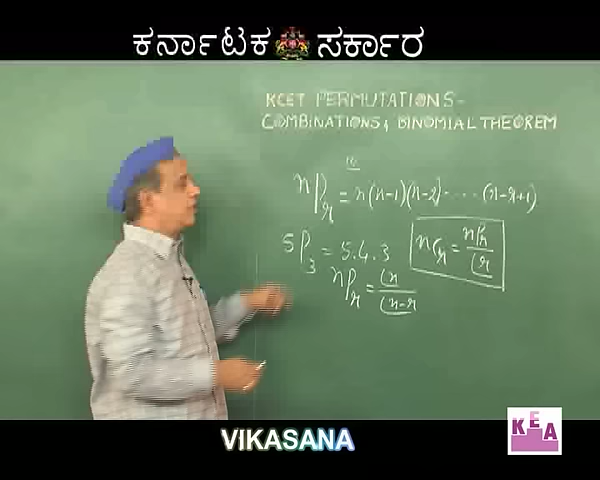 ಕರ್ನಾಟಕ ಸರ್ಕಾರ
KCET PERMUTATIONS-
COMBINATIONS & BINOMIAL THEOREM
nPr = n(n-1)(n-2)---- (n-r+1)
5P3 = 5.4.3
nCr = nPr/⌊r
nPr = ⌊n/⌊n-r
KEA
VIKASANA